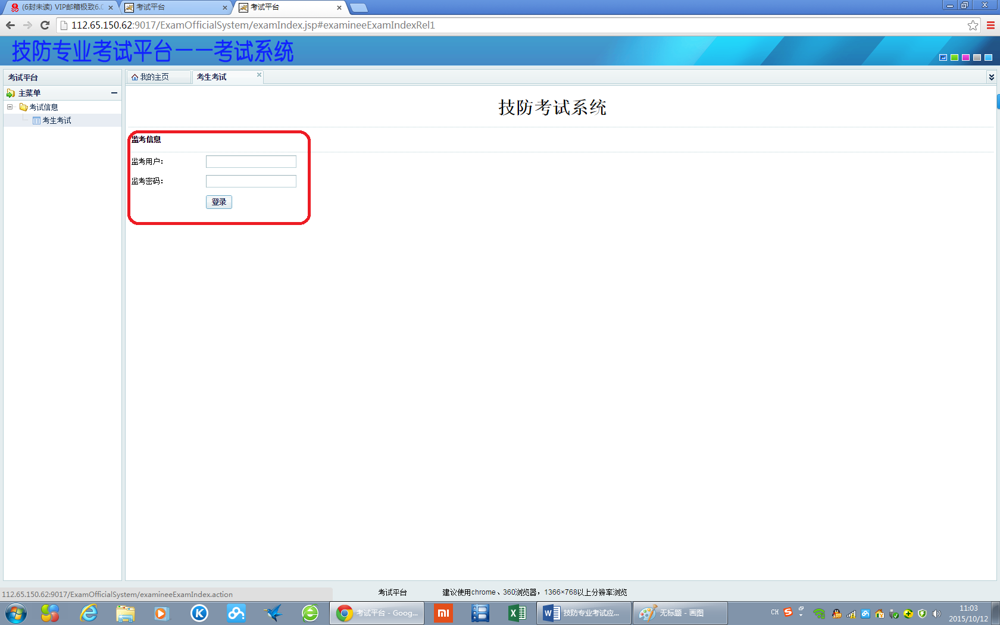 (6封未读) VIP邮箱极致6.0
考试平台
考试平台
112.65.150.62:9017/ExamOfficialSystem/examIndex.jsp#examineeExamIndexRel1
技防专业考试平台一一考试系统
考试平台
我的主页
考生考试
主菜单
考试信息
考生考试
技防考试系统
监考信息
监考用户：
监考密码：
登录
112.65.150.62:9017/ExamOfficialSystem/examineeExamIndex.action
考试平台
建议使用chrome、360浏览器，1366×768以上分辨率浏览
考试平台 - Goog...
技防专业考试应...
无标题 - 画图
CH
11:03
2015/10/12